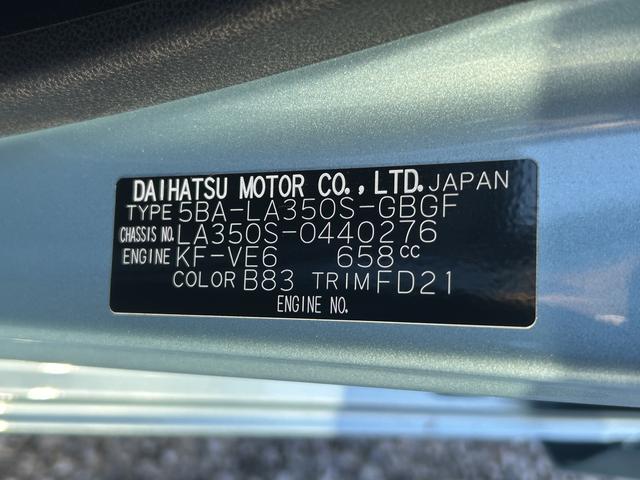 DAIHATSU MOTOR CO., LTD. JAPAN
TYPE 5BA-LA350S-GBGF
CHASSIS NO. LA350S-0440276
ENGINE KF-VE6 658cc
COLOR B83 TRIM FD21
ENGINE NO.